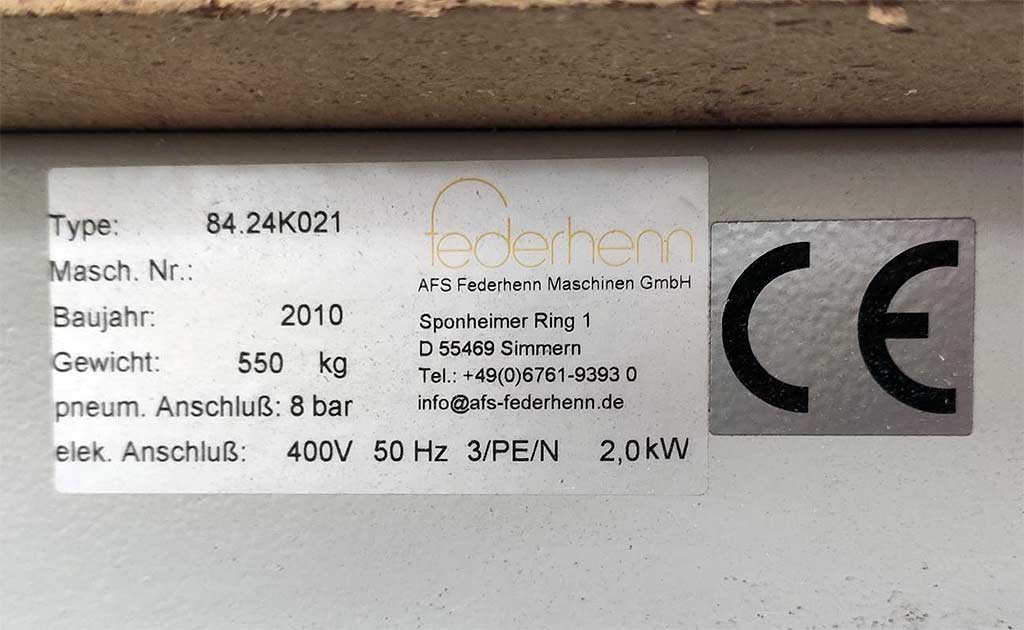 Type: 84.24K021
Masch. Nr.:
Baujahr: 2010
Gewicht: 550 kg
pneum. Anschluß: 8 bar
elek. Anschluß: 400V 50 Hz 3/PE/N 2,0 kW
federhenn
AFS Federhenn Maschinen GmbH
Sponheimer Ring 1
D 55469 Simmern
Tel.: +49(0)6761-9393 0
info@afs-federhenn.de
CE